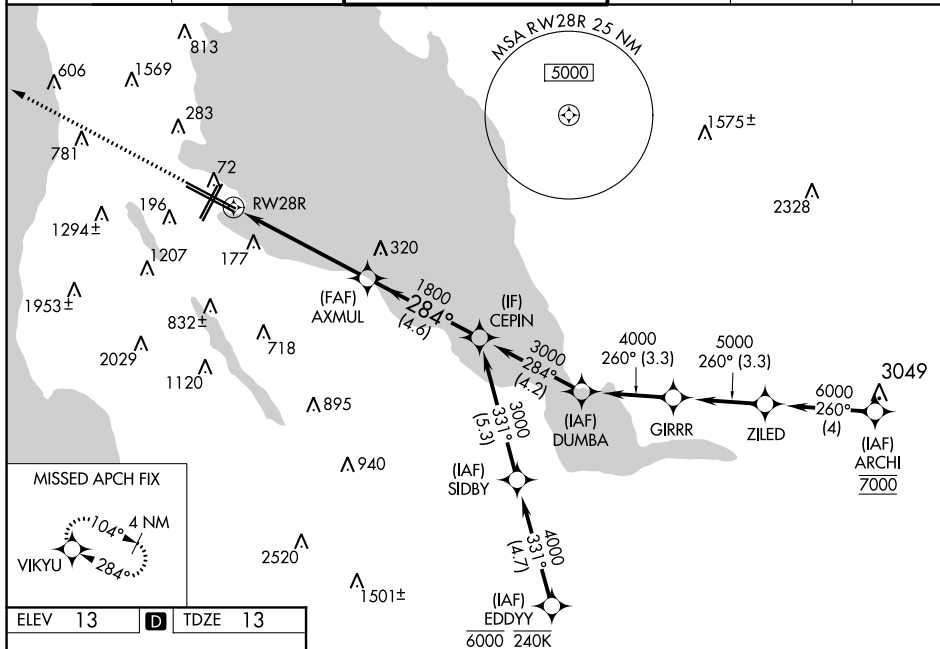 813
606
1569
MSA RW28R 25 NM
5000
283
1575±
781
72
2328
196
RW28R
1294±
177
320
1207
(FAF)
AXMUL
1800
284°
(4.6)
(IF)
CEPIN
1953±
832±
718
2029
1120
3000
284°
(4.2)
4000
260° (3.3)
5000
260° (3.3)
6000
260°
(4)
3049
895
(IAF)
DUMBA
GIRRR
ZILED
(IAF)
ARCHI
7000
3000
331°
(5.3)
940
(IAF)
SIDBY
MISSED APCH FIX
104°
4 NM
VIKYU
284°
2520
4000
331°
(4.7)
1501±
(IAF)
EDDYY
6000 240K
ELEV 13 D TDZE 13